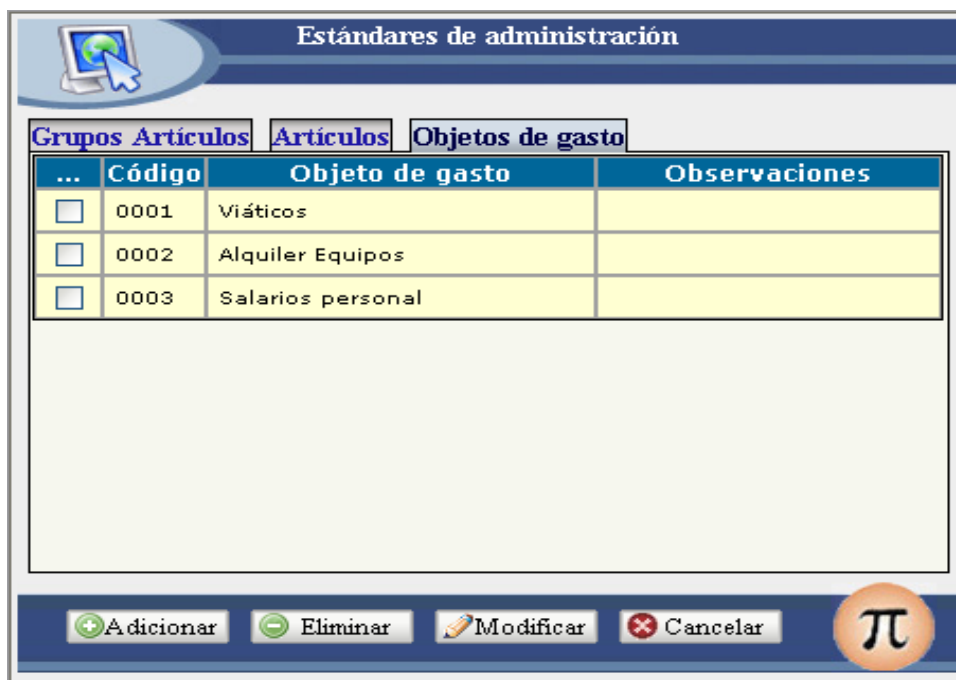 Estándares de administración
Grupos Artículos Artículos Objetos de gasto
... Código Objeto de gasto Observaciones
0001 Viáticos
0002 Alquiler Equipos
0003 Salarios personal
Adicionar Eliminar Modificar Cancelar π